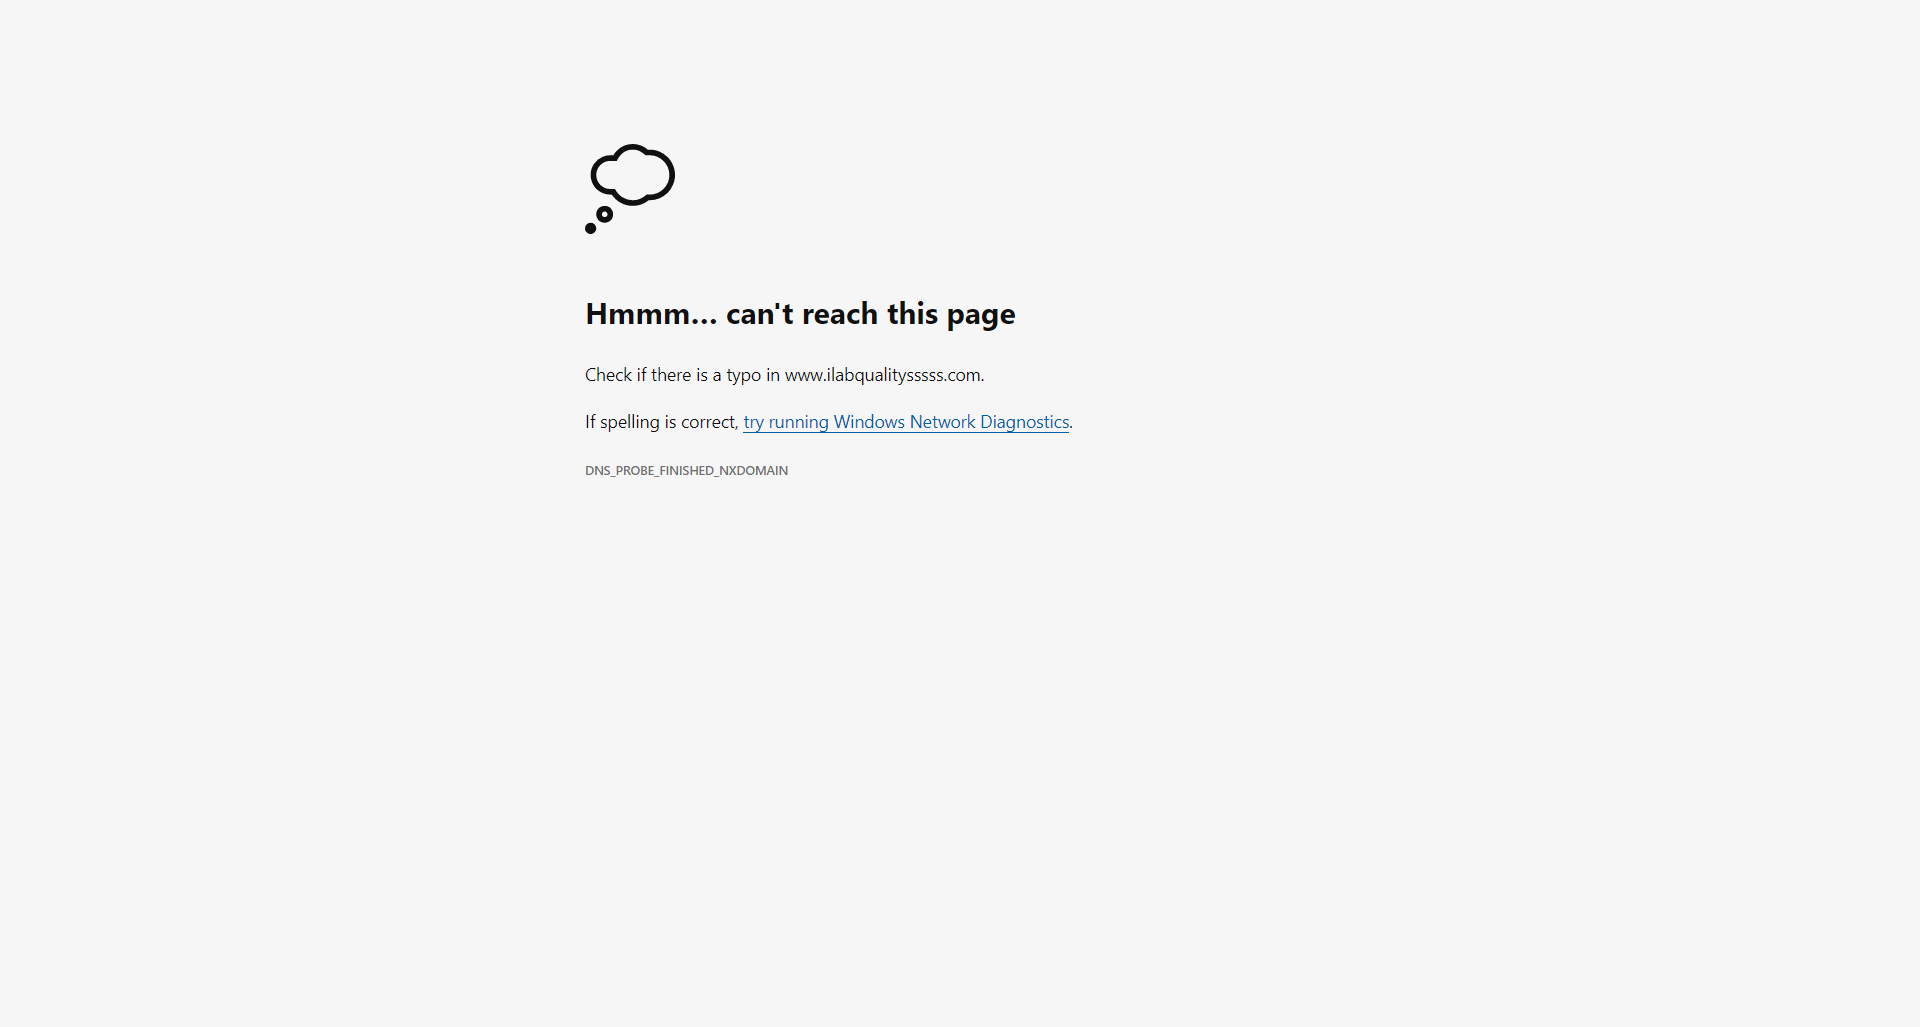 Hmmm... can't reach this page
Check if there is a typo in www.ilabqualitysssss.com.
If spelling is correct, try running Windows Network Diagnostics.
DNS_PROBE_FINISHED_NXDOMAIN